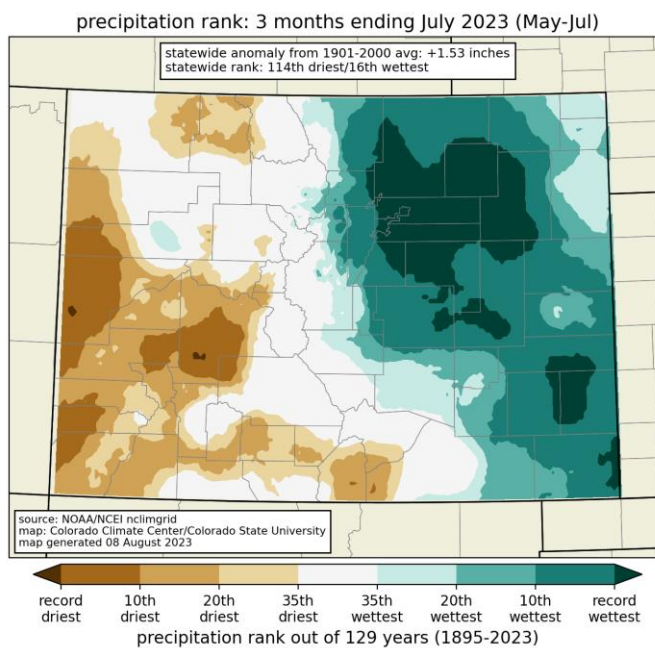 precipitation rank: 3 months ending July 2023 (May-Jul)
statewide anomaly from 1901-2000 avg: +1.53 inches
statewide rank: 114th driest/16th wettest
source: NOAA/NCEI nclimgrid
map: Colorado Climate Center/Colorado State University
map generated 08 August 2023
record driest
10th driest
20th driest
35th driest
35th wettest
20th wettest
10th wettest
record wettest
precipitation rank out of 129 years (1895-2023)